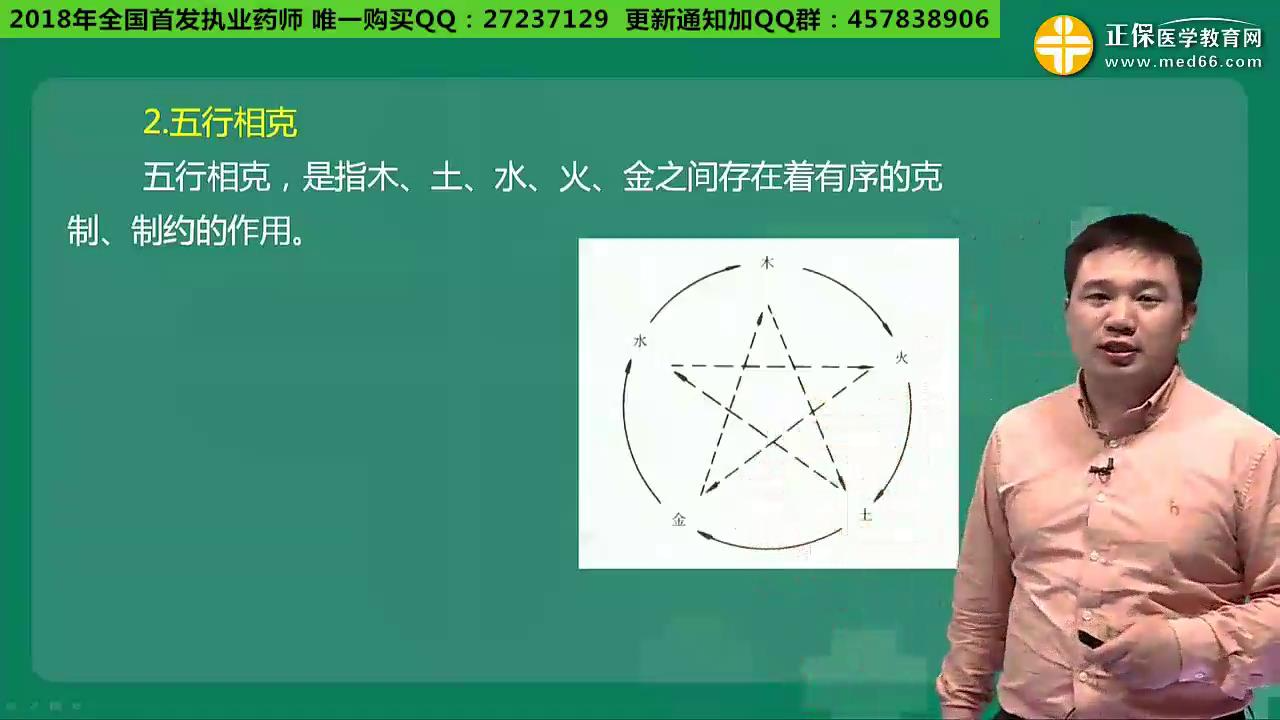 2018年全国首发执业药师 唯一购买QQ：27237129 更新通知加QQ群：457838906
正保医学教育网
www.med66.com
2.五行相克
五行相克，是指木、土、水、火、金之间存在着有序的克
制、制约的作用。
木
水
火
金
土